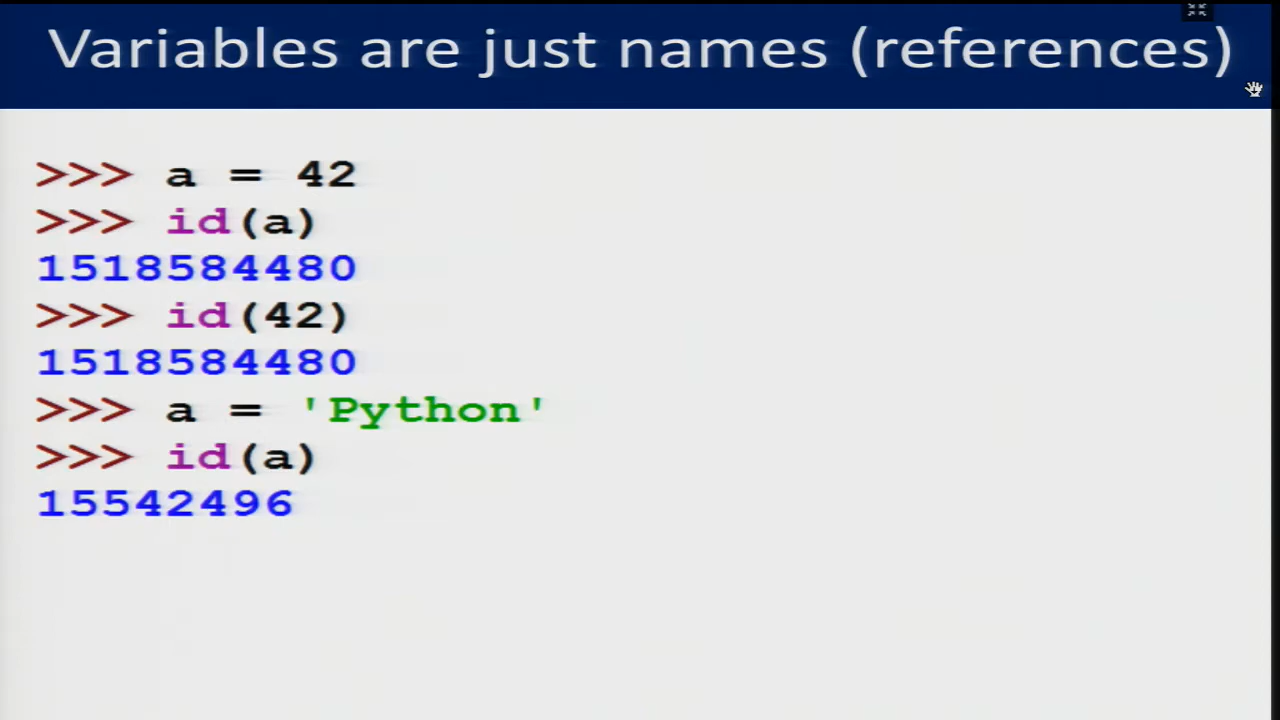 Variables are just names (references)
>>> a = 42
>>> id(a)
1518584480
>>> id(42)
1518584480
>>> a = 'Python'
>>> id(a)
15542496